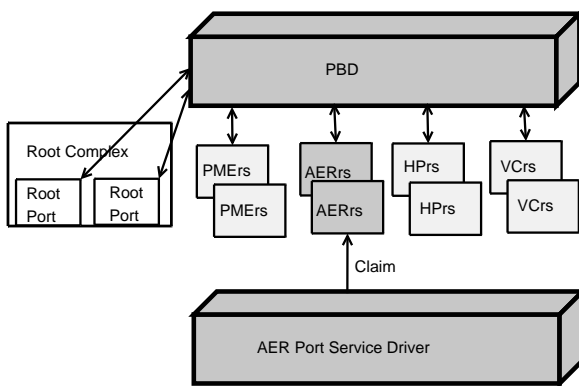 PBD
Root Complex
Root
Port
Root
Port
PMErs
PMErs
AERrs
AERrs
HPrs
HPrs
VCrs
VCrs
Claim
AER Port Service Driver